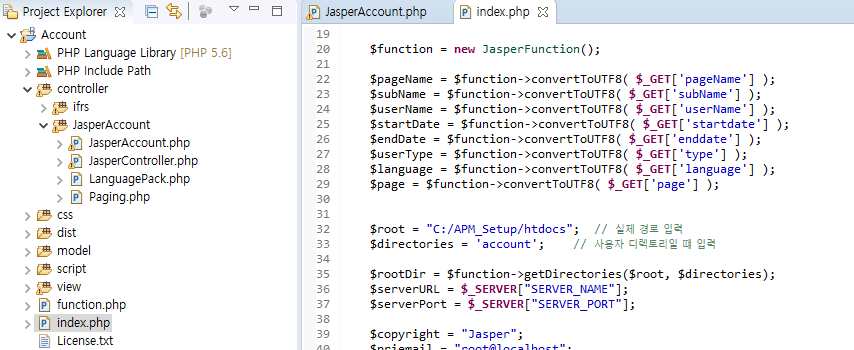 Project Explorer
Account
PHP Language Library [PHP 5.6]
PHP Include Path
controller
ifrs
JasperAccount
JasperAccount.php
JasperController.php
LanguagePack.php
Paging.php
css
dist
model
script
view
function.php
index.php
License.txt
JasperAccount.php
index.php
19
20 $function = new JasperFunction();
21
22 $pageName = $function->convertToUTF8( $_GET['pageName'] );
23 $subName = $function->convertToUTF8( $_GET['subName'] );
24 $userName = $function->convertToUTF8( $_GET['userName'] );
25 $startDate = $function->convertToUTF8( $_GET['startdate'] );
26 $endDate = $function->convertToUTF8( $_GET['enddate'] );
27 $userType = $function->convertToUTF8( $_GET['type'] );
28 $language = $function->convertToUTF8( $_GET['language'] );
29 $page = $function->convertToUTF8( $_GET['page'] );
30
31
32 $root = "C:/APM_Setup/htdocs"; // 실제 경로 입력
33 $directories = 'account'; // 사용자 디렉토리일 때 입력
34
35 $rootDir = $function->getDirectories($root, $directories);
36 $serverURL = $_SERVER["SERVER_NAME"];
37 $serverPort = $_SERVER["SERVER_PORT"];
38
39 $copyright = "Jasper";
40 $priemail = "root@localhost";